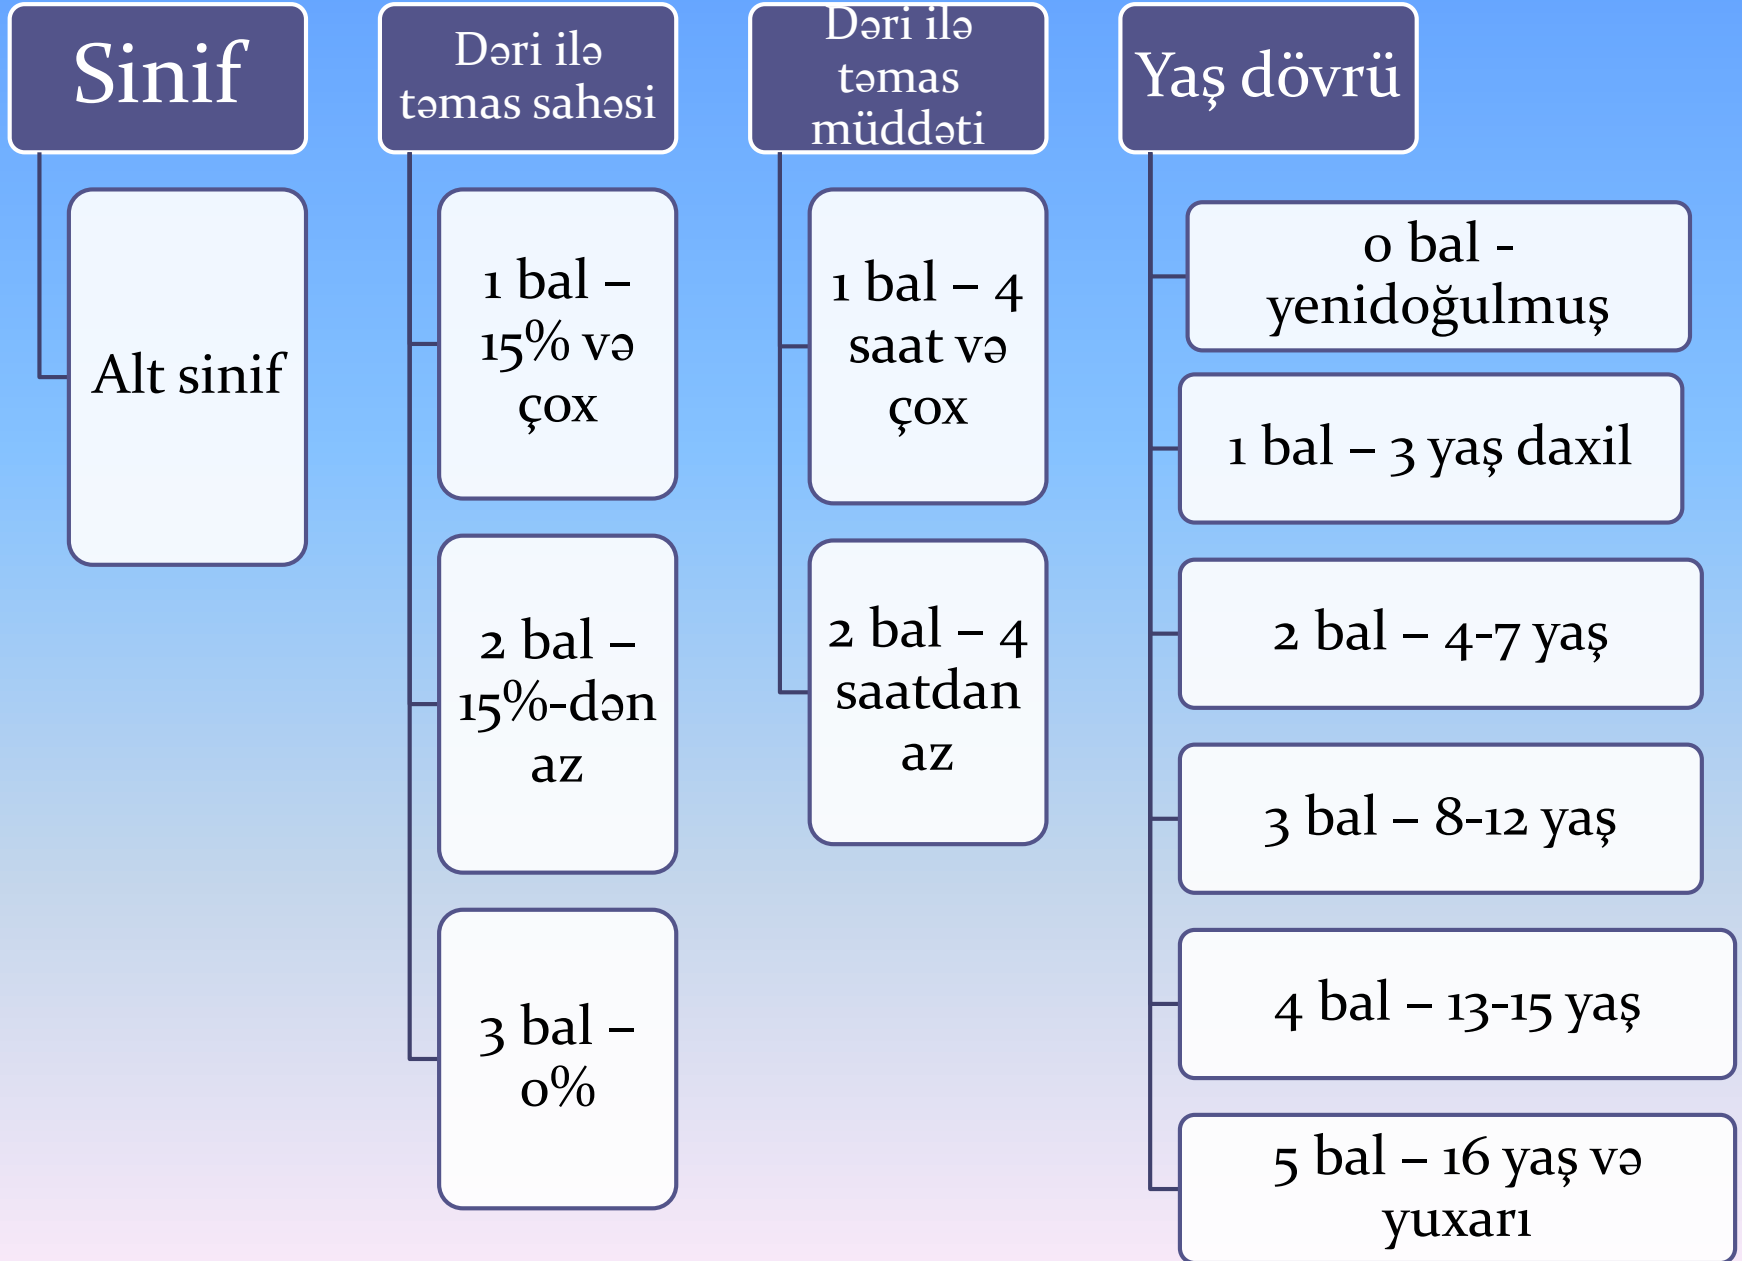 Sinif
Alt sinif
Dəri ilə
təmas sahəsi
1 bal –
15% və
çox
2 bal –
15%-dən
az
3 bal –
0%
Dəri ilə
təmas
müddəti
1 bal – 4
saat və
çox
2 bal – 4
saatdan
az
Yaş dövrü
0 bal -
yenidoğulmuş
1 bal – 3 yaş daxil
2 bal – 4-7 yaş
3 bal – 8-12 yaş
4 bal – 13-15 yaş
5 bal – 16 yaş və
yuxarı